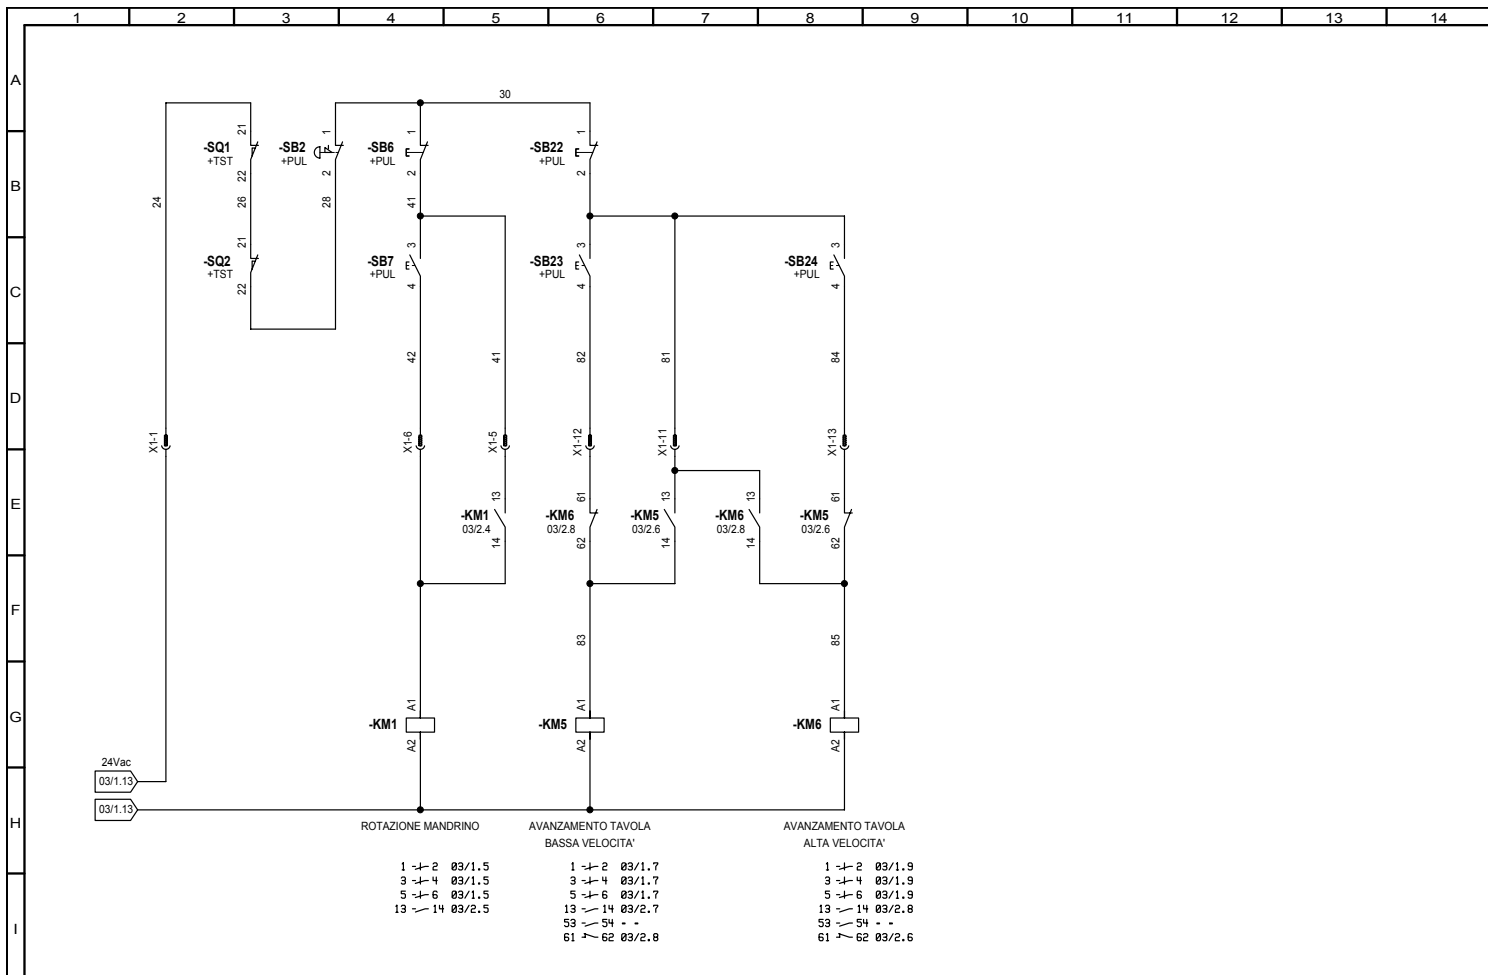 1 2 3 4 5 6 7 8 9 10 11 12 13 14
A
30
21 1 1 1
-SQ1 -SB2 -SB6 -SB22
+TST +PUL +PUL +PUL
22 2 2 2
B
24 26 28 41
21 3 3 3
-SQ2 -SB7 -SB23 -SB24
+TST +PUL +PUL +PUL
22 4 4 4
C
42 41 82 81 84
D
X1-1 X1-6 X1-5 X1-12 X1-11 X1-13
13 61 13 13 61
E
-KM1 -KM6 -KM5 -KM6 -KM5
03/2.4 03/2.8 03/2.6 03/2.8 03/2.6
14 62 14 14 62
F
83 85
A1 A1 A1
G
-KM1 -KM5 -KM6
A2 A2 A2
24Vac
03/1.13
03/1.13
H
ROTAZIONE MANDRINO
AVANZAMENTO TAVOLA
BASSA VELOCITA'
AVANZAMENTO TAVOLA
ALTA VELOCITA'
1 2 03/1.5
3 4 03/1.5
5 6 03/1.5
13 14 03/2.5
1 2 03/1.7
3 4 03/1.7
5 6 03/1.7
13 14 03/2.7
53 54 - -
61 62 03/2.8
1 2 03/1.9
3 4 03/1.9
5 6 03/1.9
13 14 03/2.8
53 54 - -
61 62 03/2.6
I